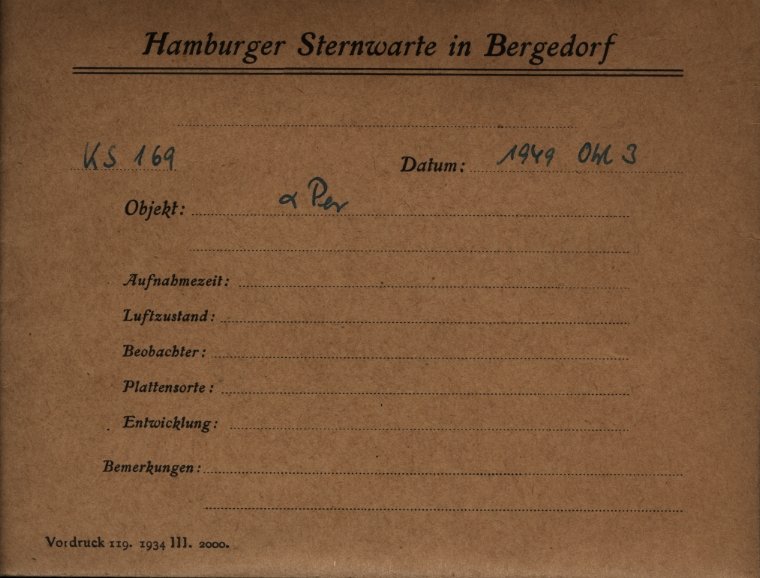 Hamburger Sternwarte in Bergedorf
KS 169 Datum: 1949 Okt 3
Objekt: α Per
Aufnahmezeit:
Luftzustand:
Beobachter:
Plattensorte:
Entwicklung:
Bemerkungen:
Vordruck 119. 1934 III. 2000.